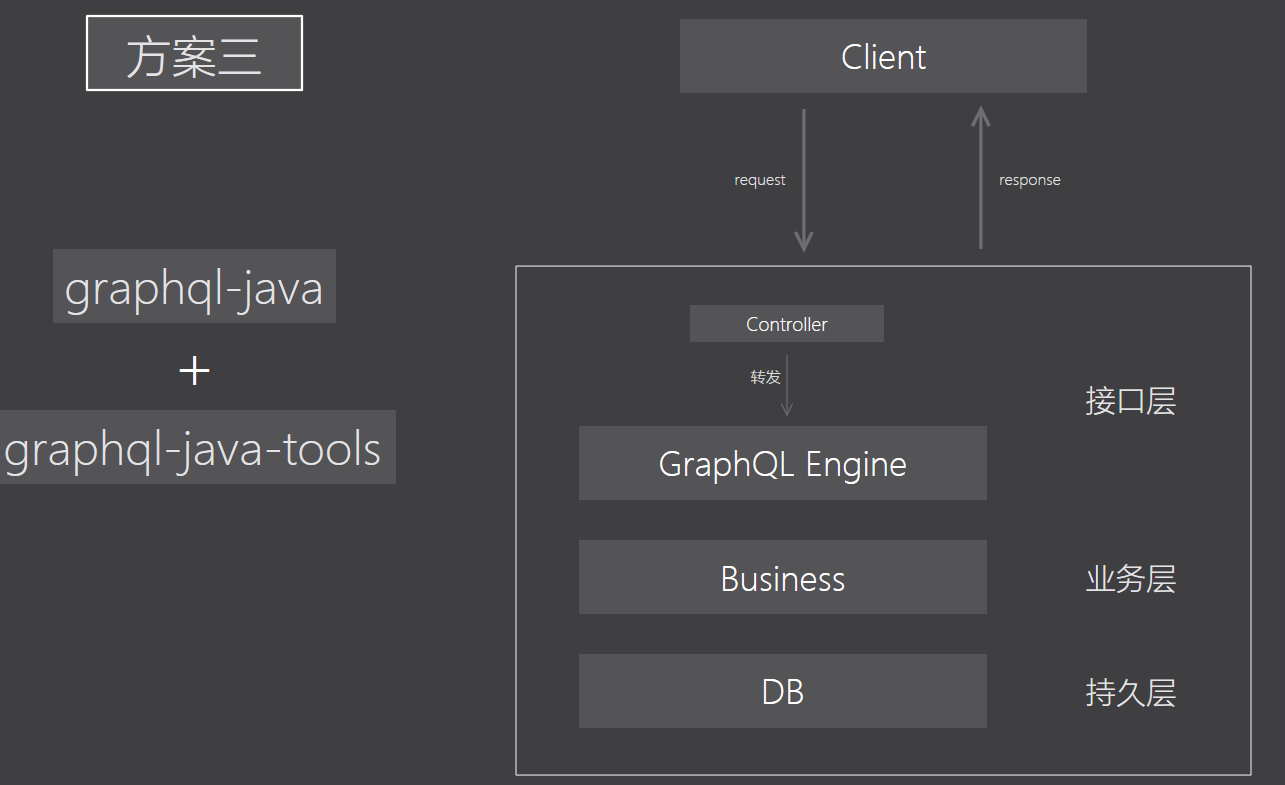 方案三
graphql-java
+
graphql-java-tools
Client
request
response
Controller
转发
接口层
GraphQL Engine
Business
业务层
DB
持久层